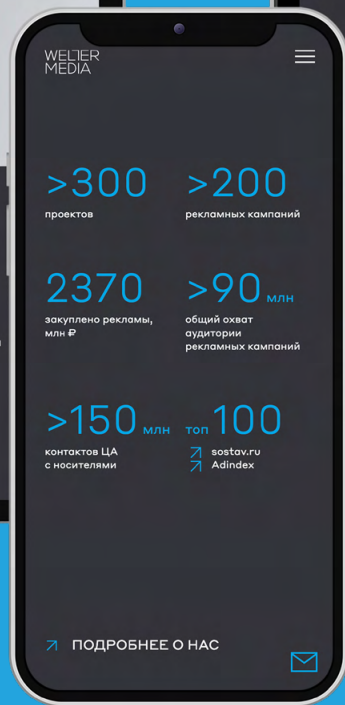 WELTER
MEDIA
>300
проектов
>200
рекламных кампаний
2370
закуплено рекламы,
млн ₽
>90 млн
общий охват
аудитории
рекламных кампаний
>150 млн
контактов ЦА
с носителями
топ 100
sostav.ru
Adindex
ПОДРОБНЕЕ О НАС